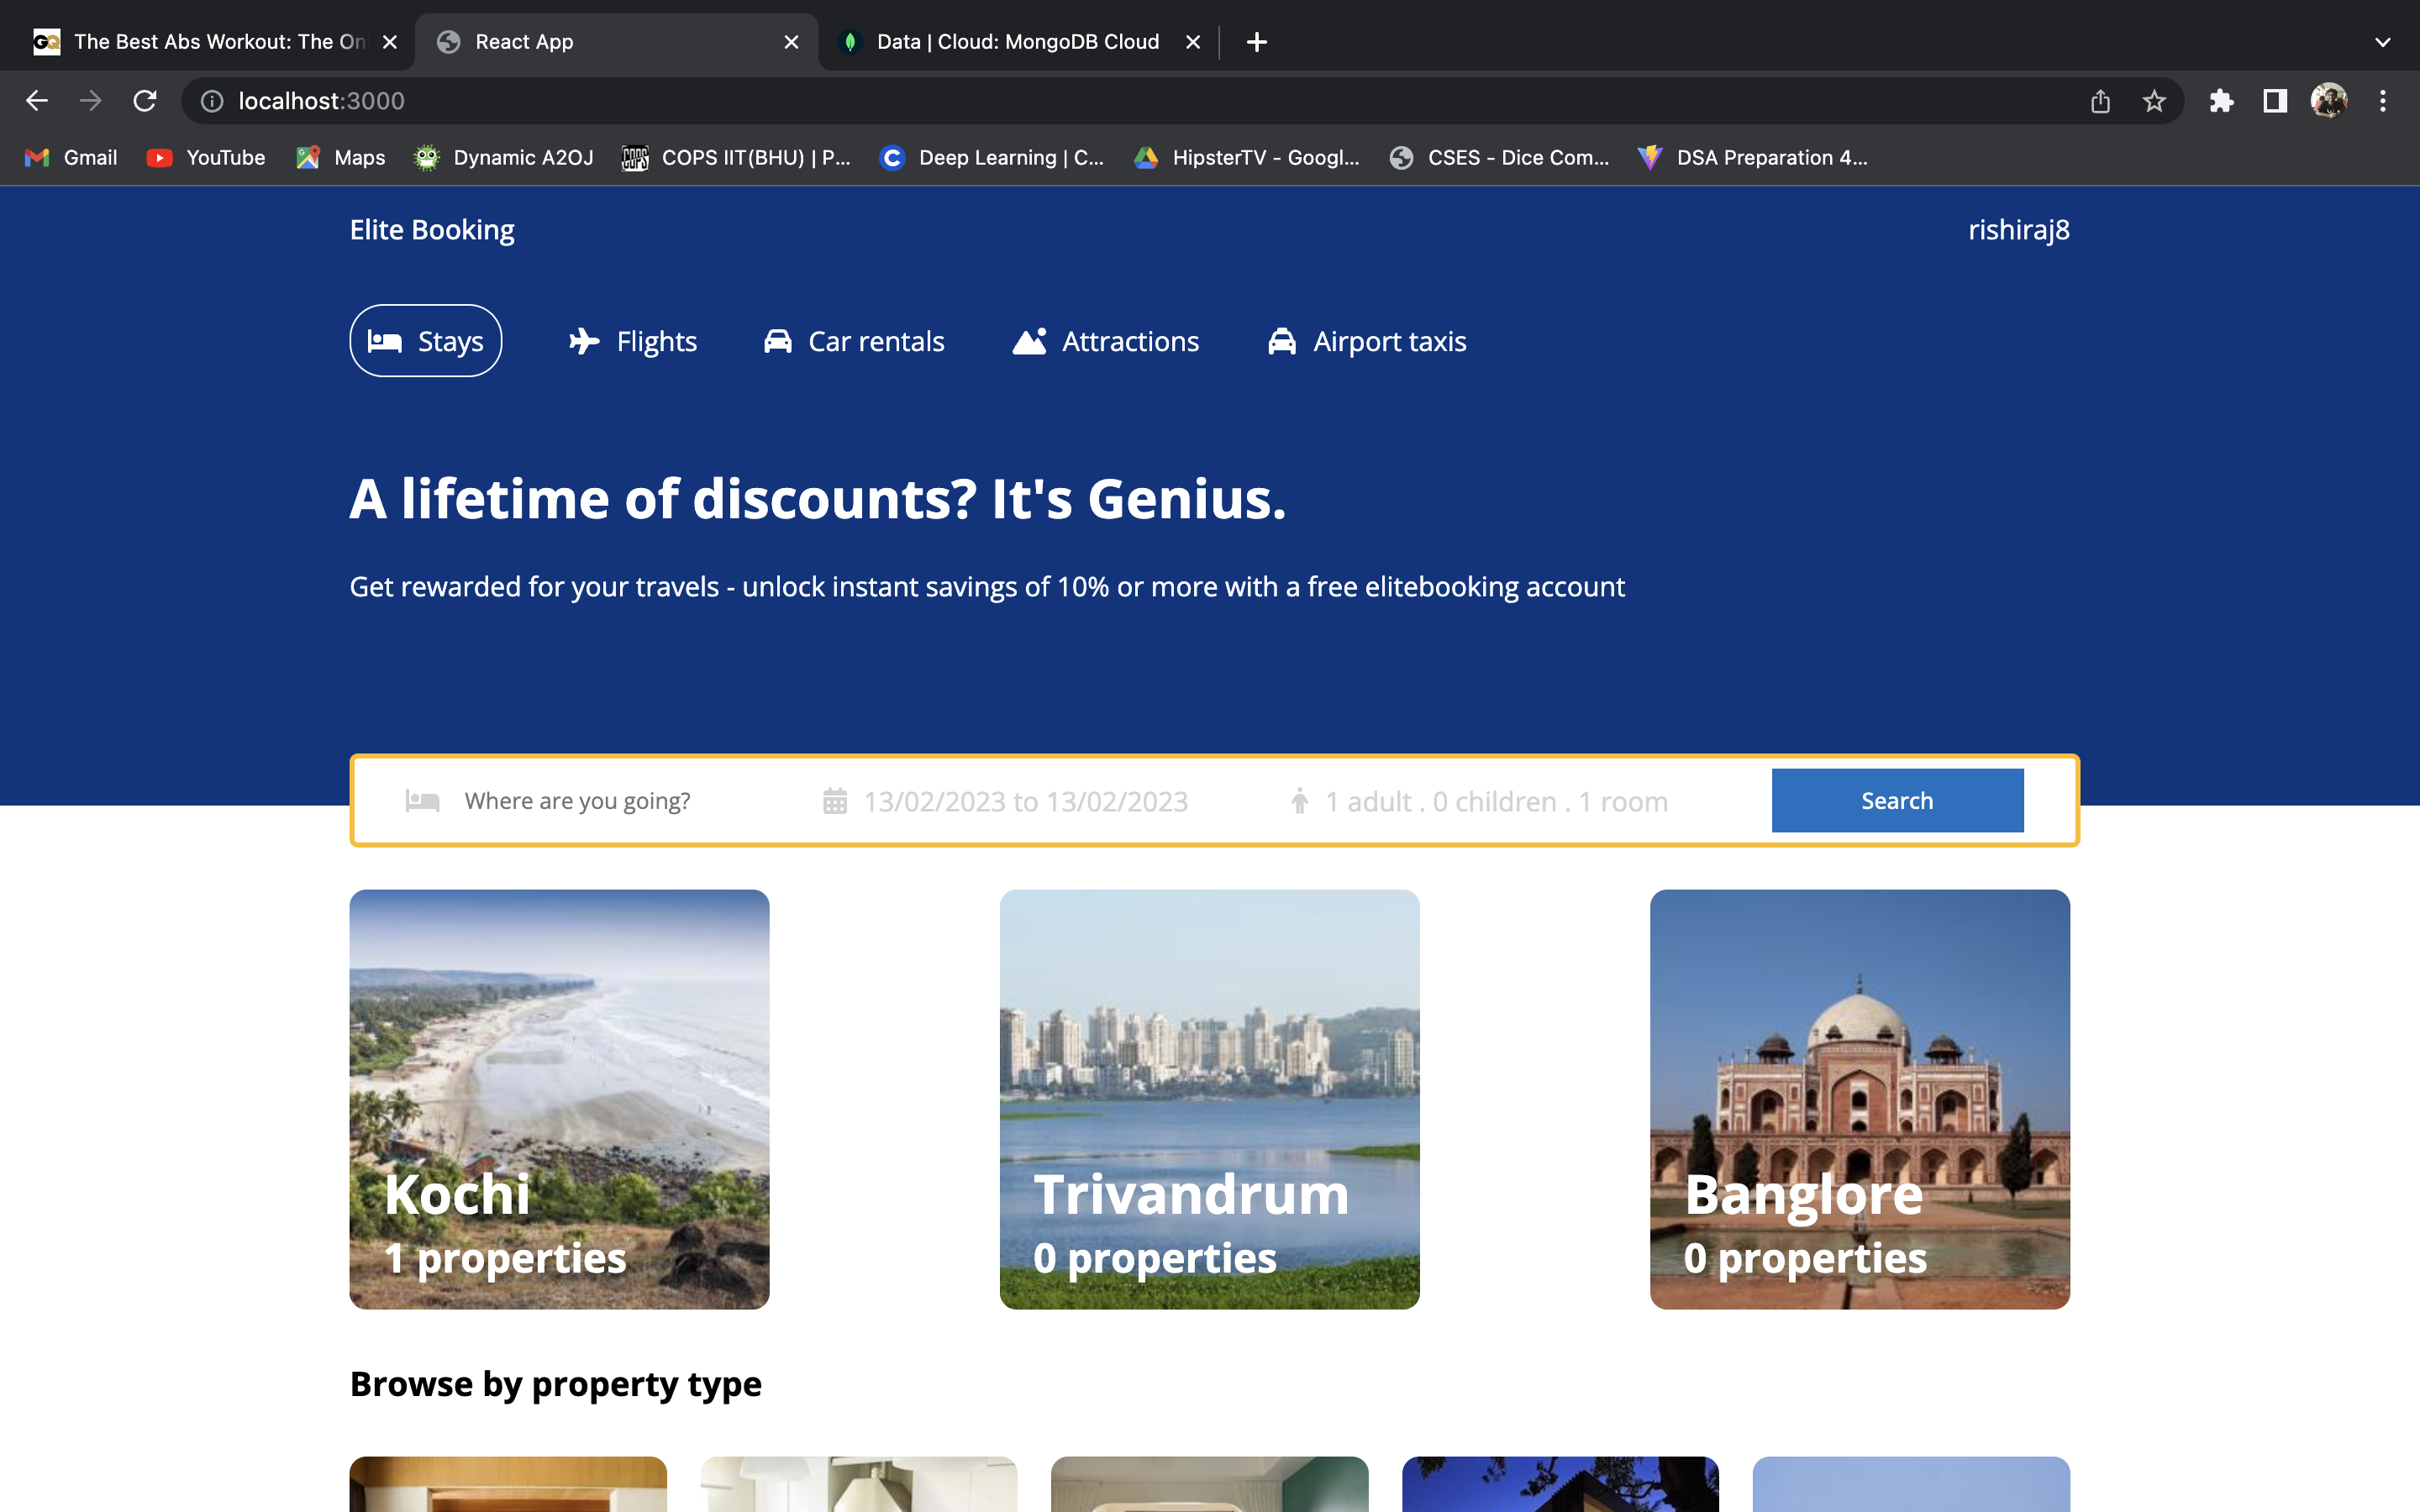 GQ The Best Abs Workout: The On
React App
Data | Cloud: MongoDB Cloud
localhost:3000
Gmail
YouTube
Maps
Dynamic A2OJ
COPS IIT(BHU) | P...
Deep Learning | C...
HipsterTV - Googl...
CSES - Dice Com...
DSA Preparation 4...
Elite Booking
rishiraj8
Stays
Flights
Car rentals
Attractions
Airport taxis
A lifetime of discounts? It's Genius.
Get rewarded for your travels - unlock instant savings of 10% or more with a free elitebooking account
Where are you going?
13/02/2023 to 13/02/2023
1 adult . 0 children . 1 room
Search
Kochi
1 properties
Trivandrum
0 properties
Banglore
0 properties
Browse by property type